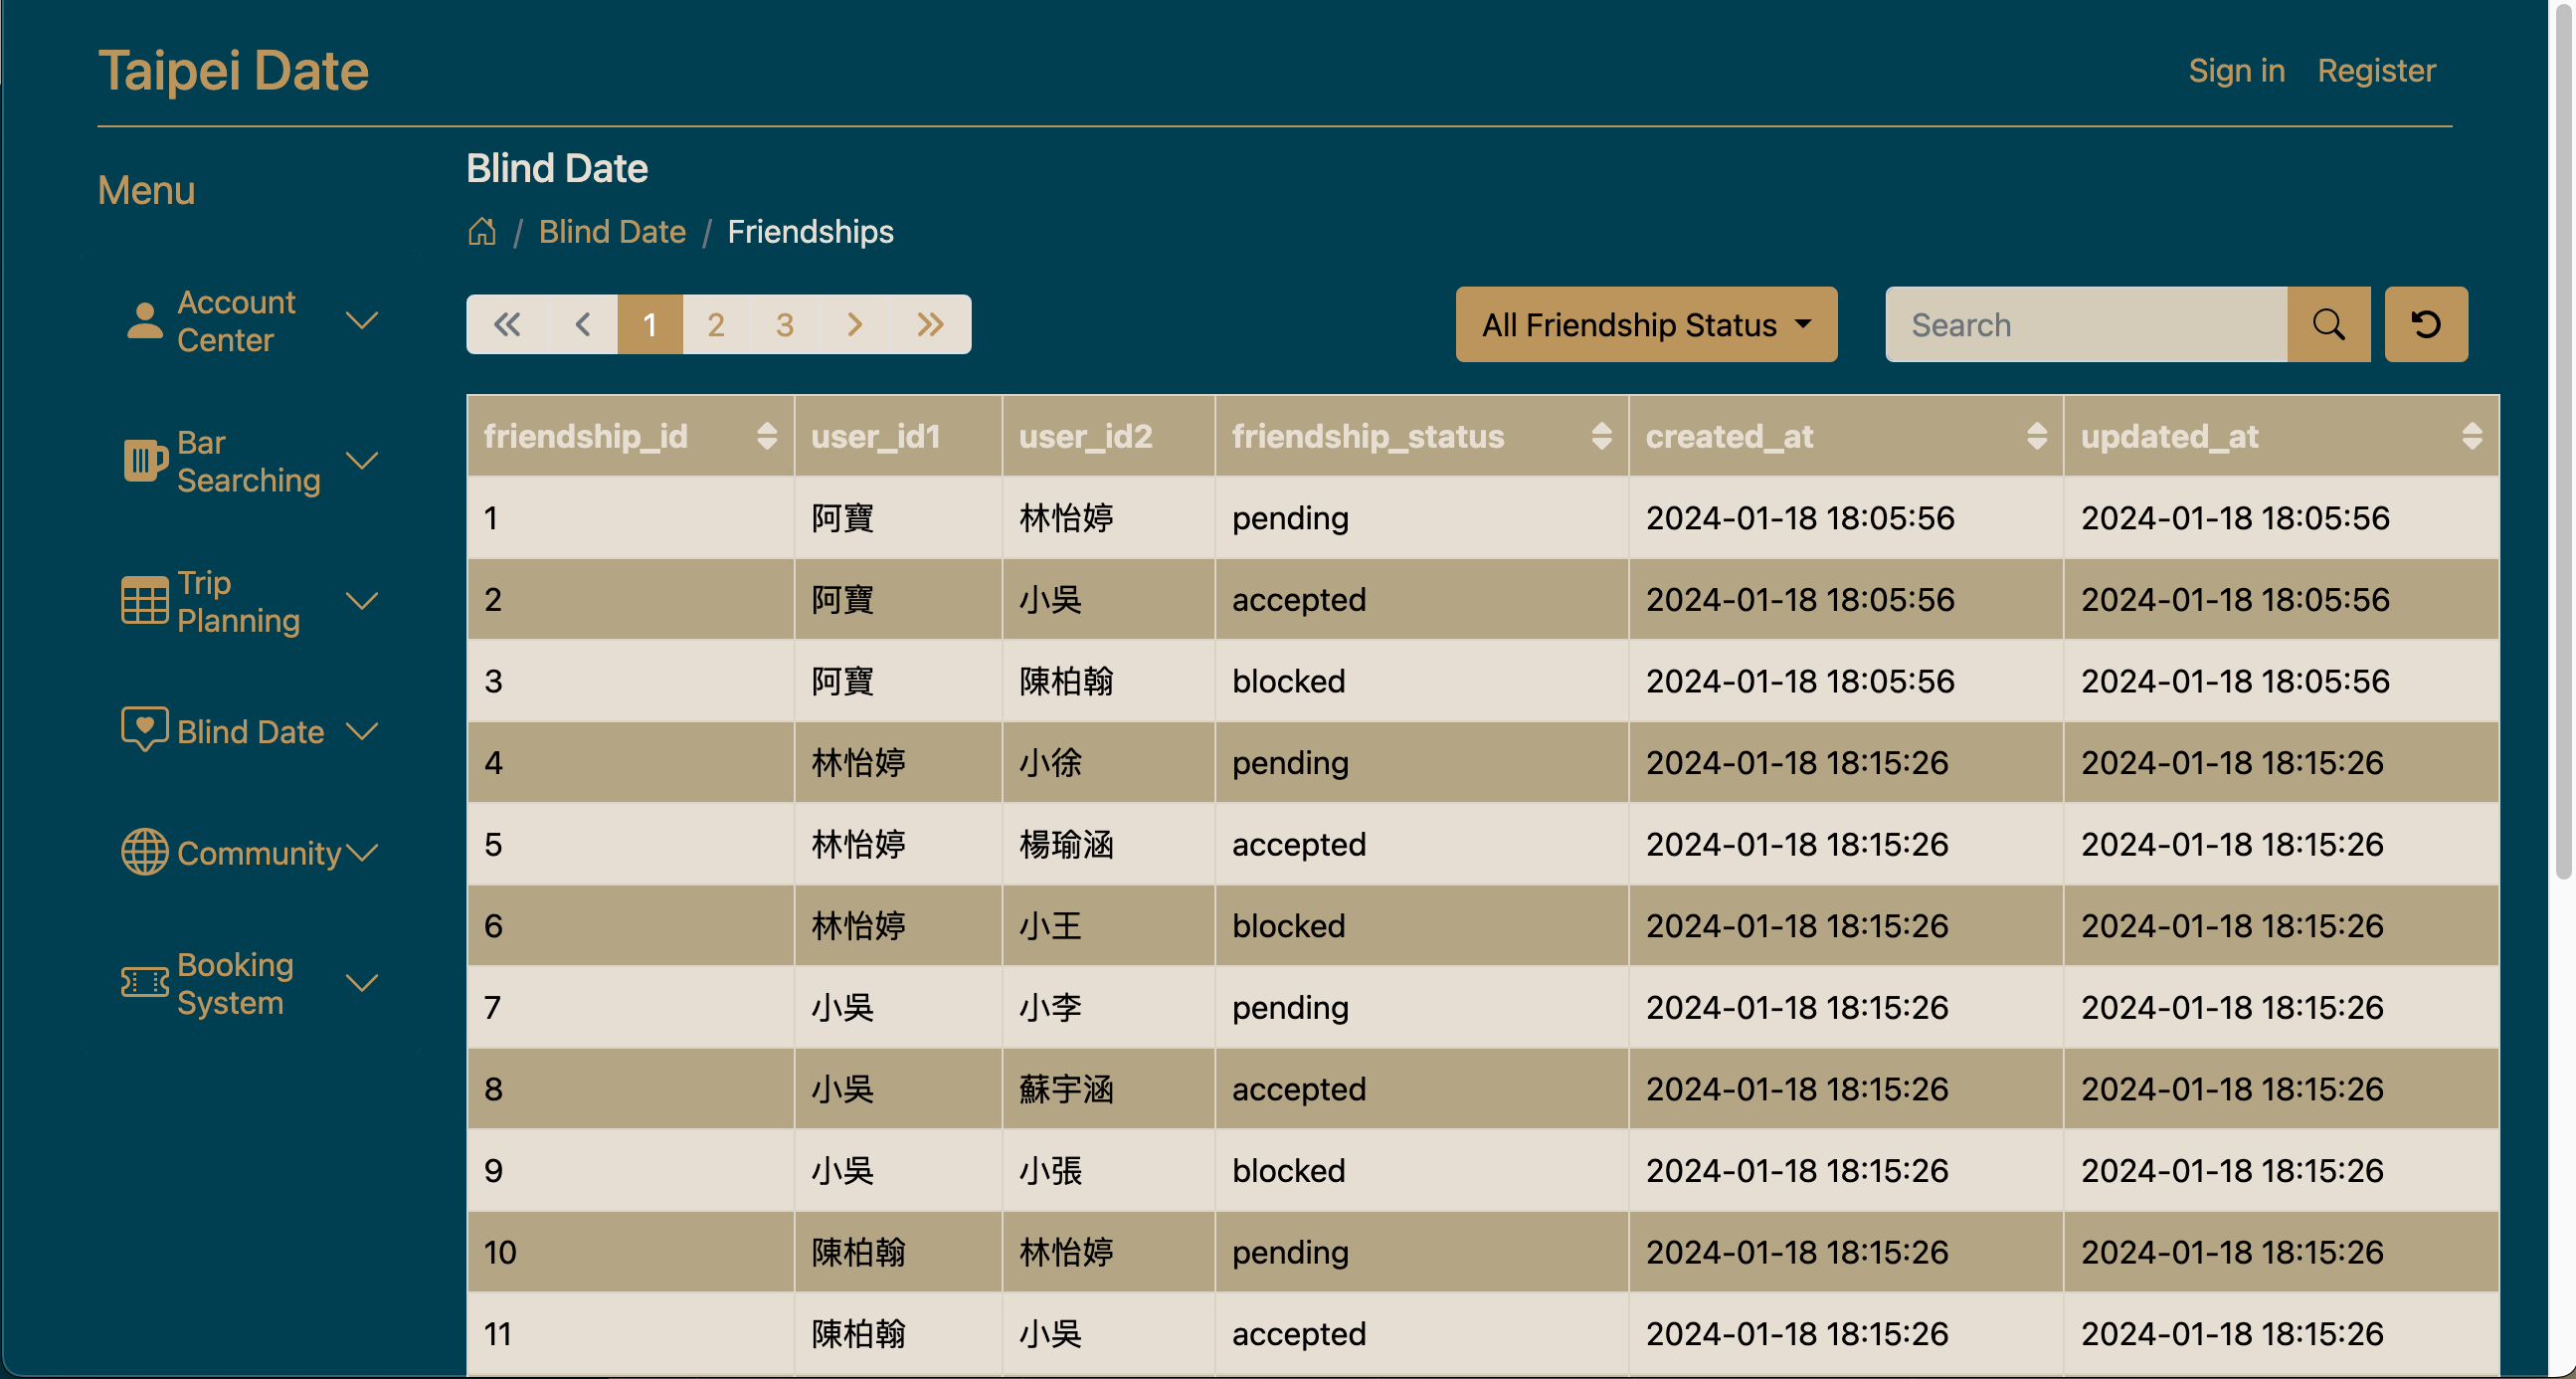 Taipei Date
Sign in Register
Menu
Account
Center
Bar
Searching
Trip
Planning
Blind Date
Community
Booking
System
Blind Date
/ Blind Date / Friendships
« ‹ 1 2 3 › »
All Friendship Status
Search
friendship_id user_id1 user_id2 friendship_status created_at updated_at
1 阿寶 林怡婷 pending 2024-01-18 18:05:56 2024-01-18 18:05:56
2 阿寶 小吳 accepted 2024-01-18 18:05:56 2024-01-18 18:05:56
3 阿寶 陳柏翰 blocked 2024-01-18 18:05:56 2024-01-18 18:05:56
4 林怡婷 小徐 pending 2024-01-18 18:15:26 2024-01-18 18:15:26
5 林怡婷 楊瑜涵 accepted 2024-01-18 18:15:26 2024-01-18 18:15:26
6 林怡婷 小王 blocked 2024-01-18 18:15:26 2024-01-18 18:15:26
7 小吳 小李 pending 2024-01-18 18:15:26 2024-01-18 18:15:26
8 小吳 蘇宇涵 accepted 2024-01-18 18:15:26 2024-01-18 18:15:26
9 小吳 小張 blocked 2024-01-18 18:15:26 2024-01-18 18:15:26
10 陳柏翰 林怡婷 pending 2024-01-18 18:15:26 2024-01-18 18:15:26
11 陳柏翰 小吳 accepted 2024-01-18 18:15:26 2024-01-18 18:15:26